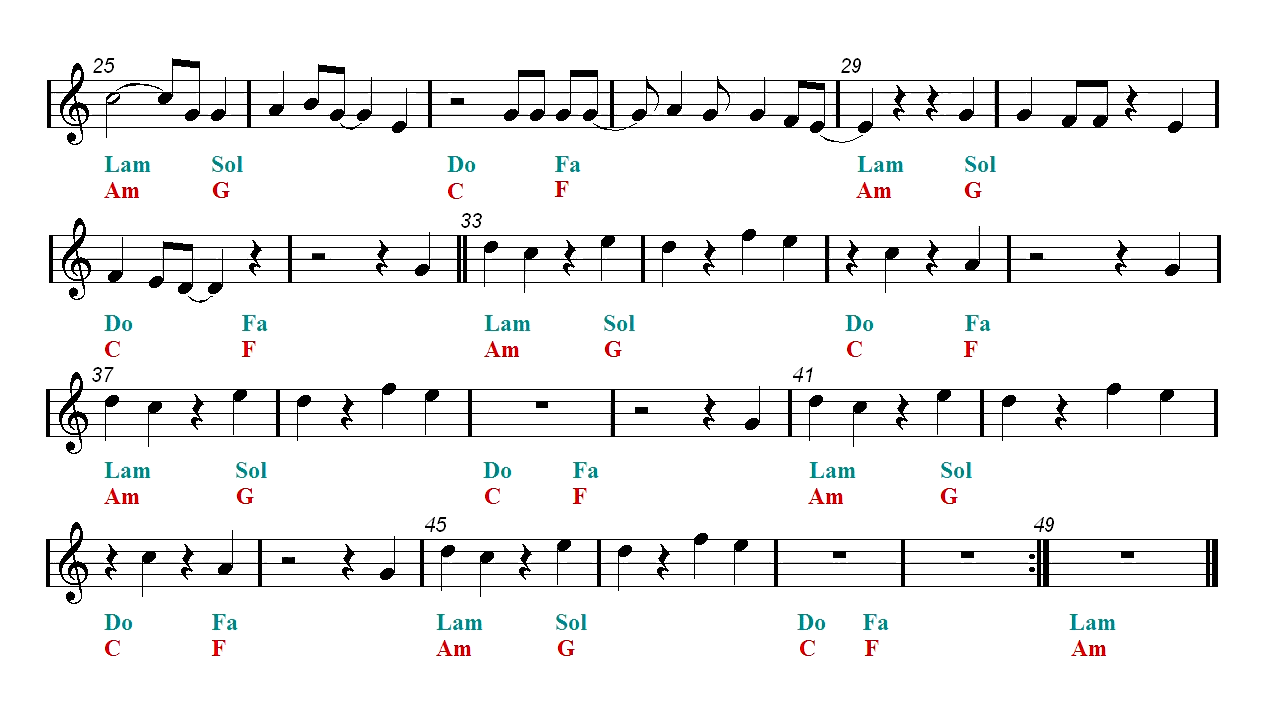 25 29
Lam Sol Do Fa Lam Sol
Am G C F Am G
33
Do Fa Lam Sol Do Fa
C F Am G C F
37 41
Lam Sol Do Fa Lam Sol
Am G C F Am G
45 49
Do Fa Lam Sol Do Fa Lam
C F Am G C F Am